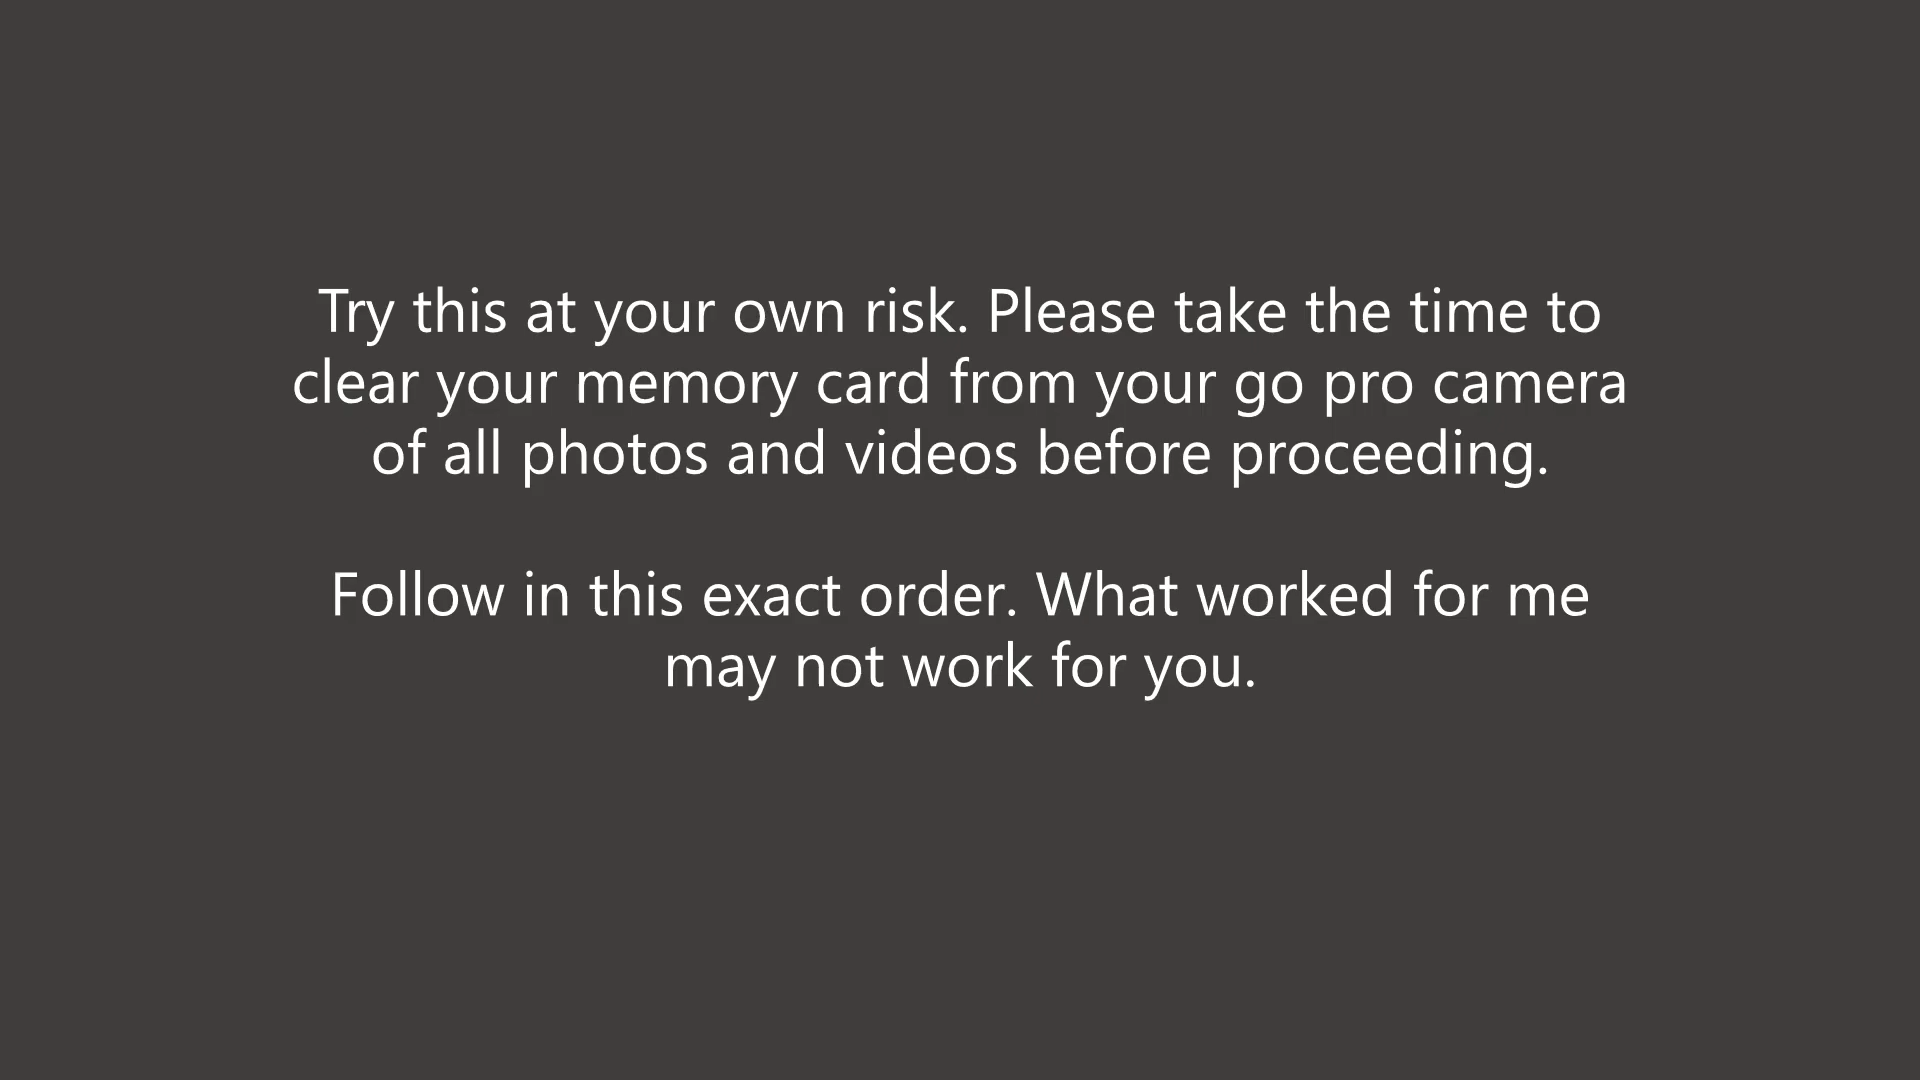 Try this at your own risk. Please take the time to
clear your memory card from your go pro camera
of all photos and videos before proceeding.
Follow in this exact order. What worked for me
may not work for you.